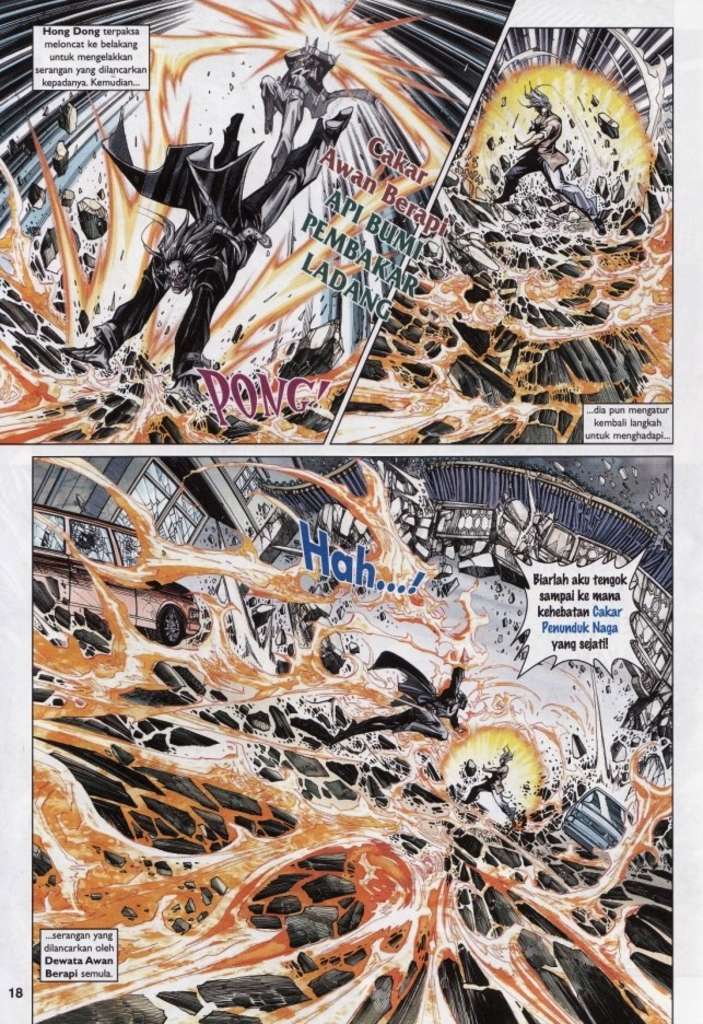 Hong Dong terpaksa
meloncat ke belakang
untuk mengelakkan
serangan yang dilancarkan
kepadanya. Kemudian...
Cakar
Awan Berapi
API BUMI
PEMBAKAR
LADANG
PONG!
...dia pun mengatur
kembali langkah
untuk menghadapi...
Hah...!
Biarlah aku tengok
sampai ke mana
kehebatan Cakar
Penunduk Naga
yang sejati!
...serangan yang
dilancarkan oleh
Dewata Awan
Berapi semula.
18